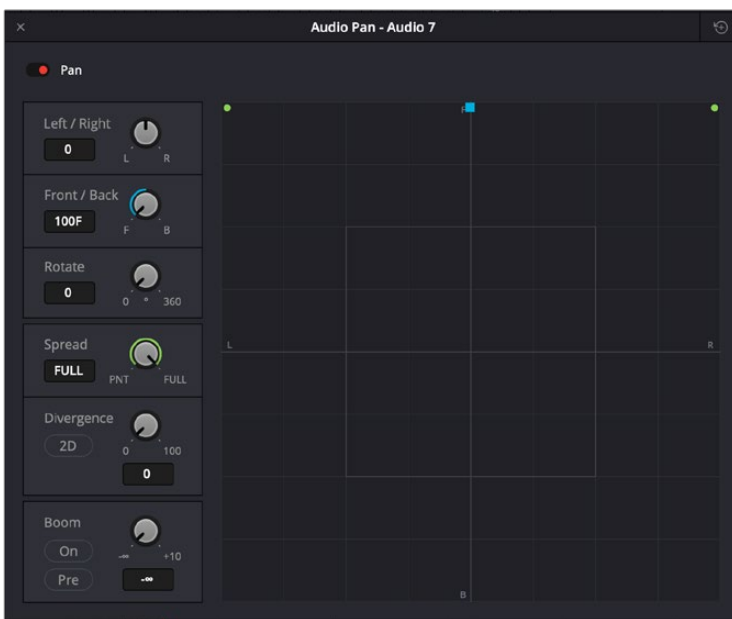 Audio Pan - Audio 7
Pan
Left / Right
0
L R
Front / Back
100F
F B
Rotate
0
0 ° 360
Spread
FULL
PNT FULL
Divergence
2D
0 100
0
Boom
On
-∞ +10
Pre
-∞
F
L
R
B